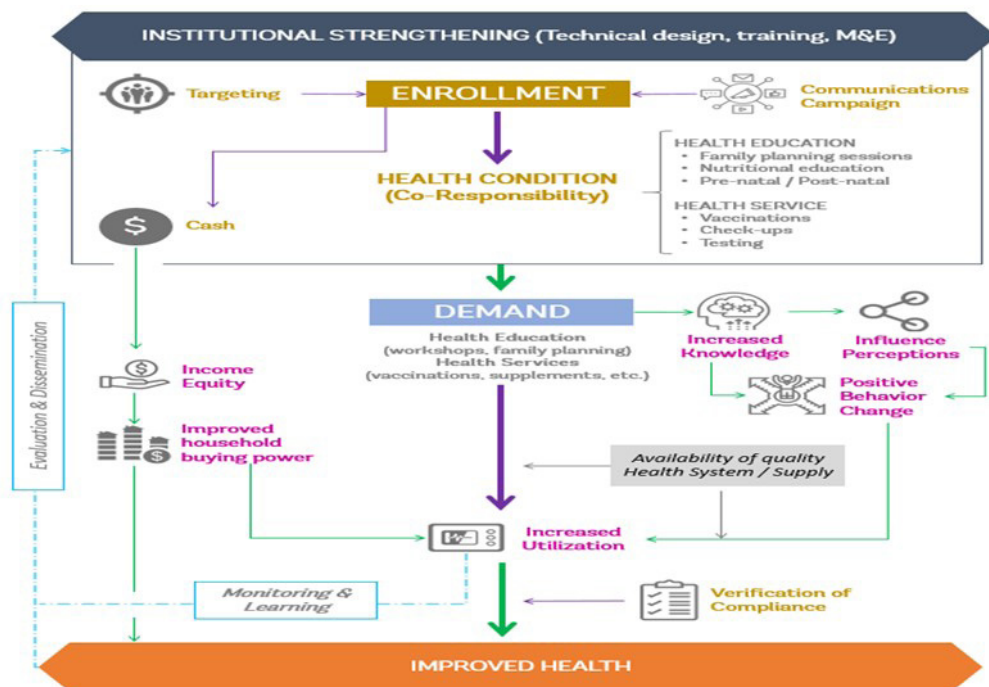 INSTITUTIONAL STRENGTHENING (Technical design, training, M&E)
Targeting
ENROLLMENT
Communications
Campaign
HEALTH CONDITION
(Co-Responsibility)
HEALTH EDUCATION
• Family planning sessions
• Nutritional education
• Pre-natal / Post-natal
HEALTH SERVICE
• Vaccinations
• Check-ups
• Testing
$
Cash
DEMAND
Health Education
(workshops, family planning)
Health Services
(vaccinations, supplements, etc.)
Increased
Knowledge
Influence
Perceptions
Positive
Behavior
Change
$
Income
Equity
$
Improved
household
buying power
Availability of quality
Health System / Supply
Increased
Utilization
Evaluation & Dissemination
Monitoring &
Learning
Verification of
Compliance
IMPROVED HEALTH